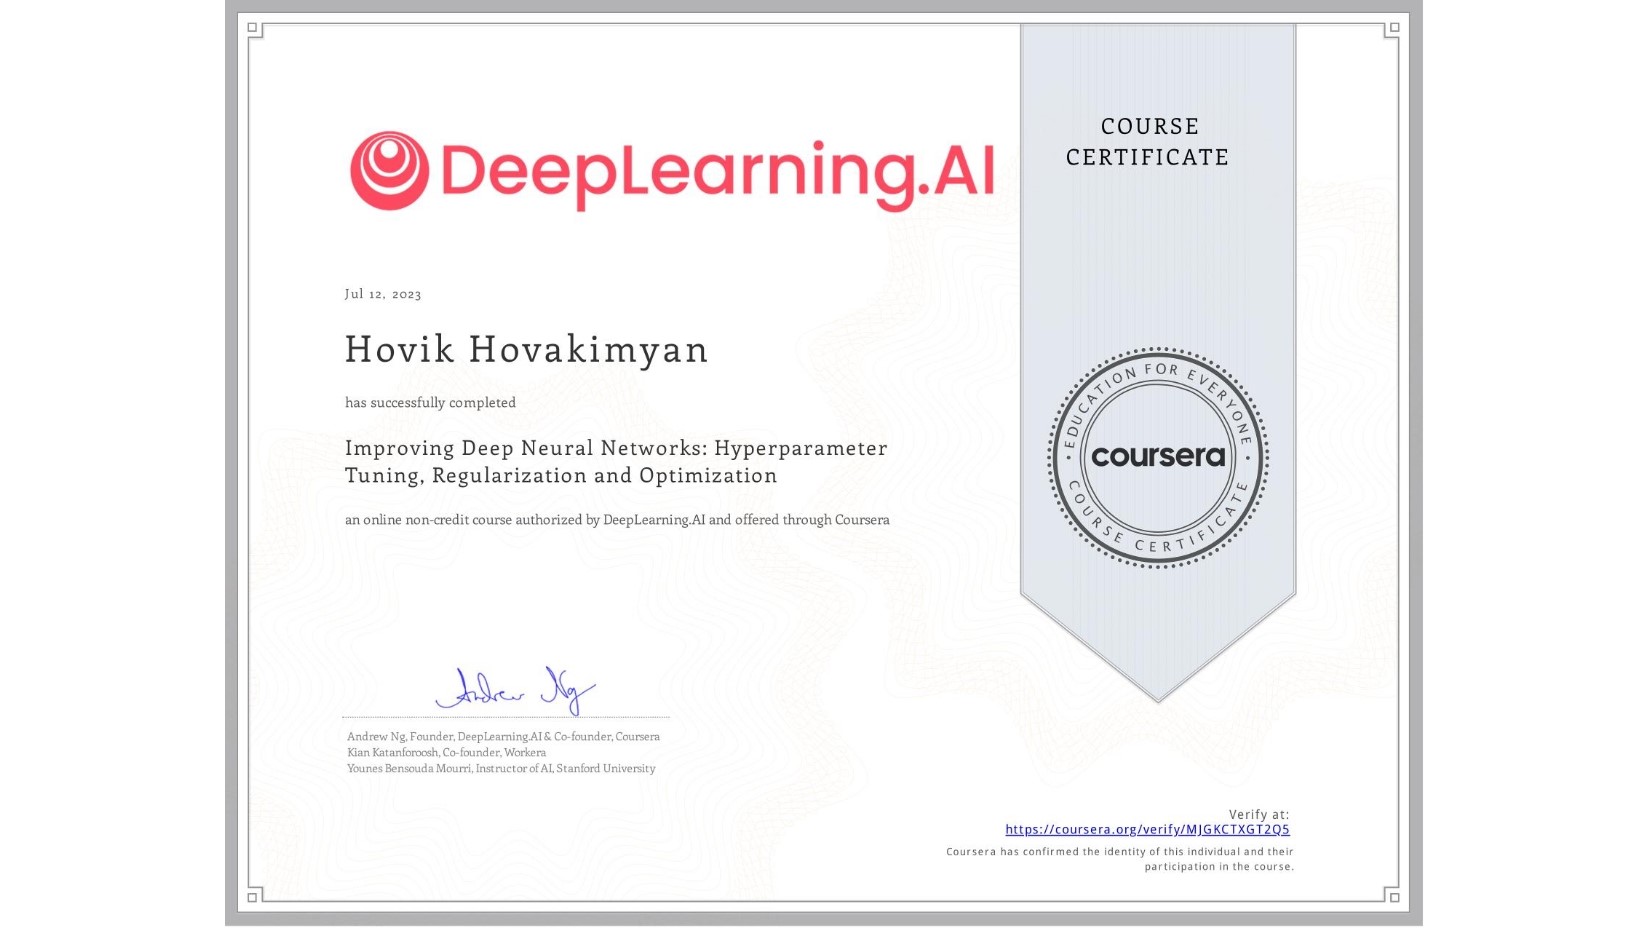 DeepLearning.AI
COURSE
CERTIFICATE
Jul 12, 2023
Hovik Hovakimyan
has successfully completed
Improving Deep Neural Networks: Hyperparameter
Tuning, Regularization and Optimization
an online non-credit course authorized by DeepLearning.AI and offered through Coursera
EDUCATION FOR EVERYONE
coursera
COURSE CERTIFICATE
Andrew Ng
Andrew Ng, Founder, DeepLearning.AI & Co-founder, Coursera
Kian Katanforoosh, Co-founder, Workera
Younes Bensouda Mourri, Instructor of AI, Stanford University
Verify at:
https://coursera.org/verify/MJGKCTXGT2Q5
Coursera has confirmed the identity of this individual and their
participation in the course.